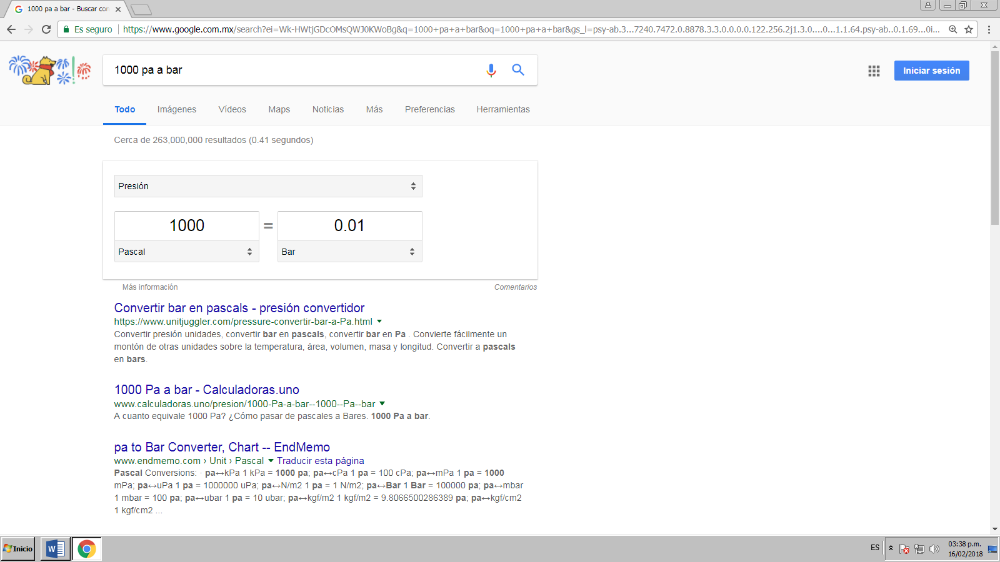 1000 pa a bar - Buscar con
Es seguro https://www.google.com.mx/search?ei=Wk-HWtjGDcOMsQWJ0KWoBg&q=1000+pa+a+bar&oq=1000+pa+a+bar&gs_l=psy-ab.3...7240.7472.0.8878.3.3.0.0.0.0.122.256.2j1.3.0....0...1.1.64.psy-ab..0.1.69...0i...
1000 pa a bar
Iniciar sesión
Todo Imágenes Vídeos Maps Noticias Más Preferencias Herramientas
Cerca de 263,000,000 resultados (0.41 segundos)
Presión
1000 = 0.01
Pascal Bar
Más información Comentarios
Convertir bar en pascals - presión convertidor
https://www.unitjuggler.com/pressure-convertir-bar-a-Pa.html
Convertir presión unidades, convertir bar en pascals, convertir bar en Pa . Convierte fácilmente un
montón de otras unidades sobre la temperatura, área, volumen, masa y longitud. Convertir a pascals
en bars.
1000 Pa a bar - Calculadoras.uno
www.calculadoras.uno/presion/1000-Pa-a-bar--1000--Pa--bar
A cuanto equivale 1000 Pa? ¿Cómo pasar de pascales a Bares. 1000 Pa a bar.
pa to Bar Converter, Chart -- EndMemo
www.endmemo.com › Unit › Pascal Traducir esta página
Pascal Conversions: · pa↔kPa 1 kPa = 1000 pa; pa↔cPa 1 pa = 100 cPa; pa↔mPa 1 pa = 1000
mPa; pa↔uPa 1 pa = 1000000 uPa; pa↔N/m2 1 pa = 1 N/m2; pa↔Bar 1 Bar = 100000 pa; pa↔mbar
1 mbar = 100 pa; pa↔ubar 1 pa = 10 ubar; pa↔kgf/m2 1 kgf/m2 = 9.8066500286389 pa; pa↔kgf/cm2
1 kgf/cm2 ...
Inicio
ES
03:38 p.m.
16/02/2018